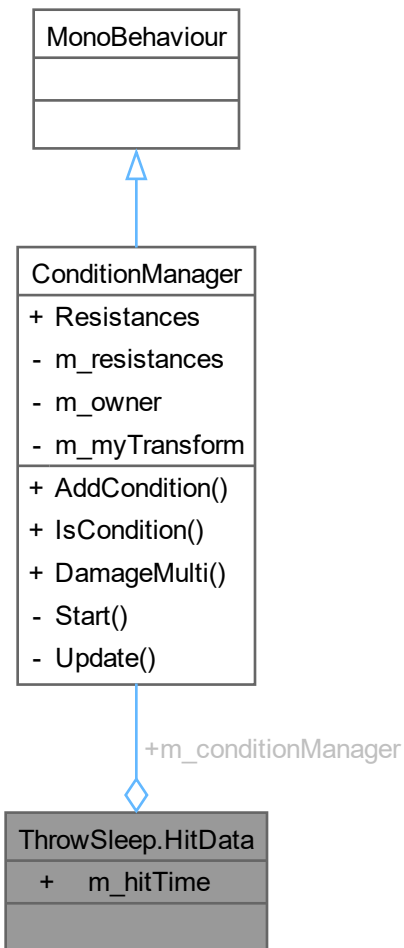 MonoBehaviour
ConditionManager
+ Resistances
- m_resistances
- m_owner
- m_myTransform
+ AddCondition()
+ IsCondition()
+ DamageMulti()
- Start()
- Update()
+m_conditionManager
ThrowSleep.HitData
+ m_hitTime